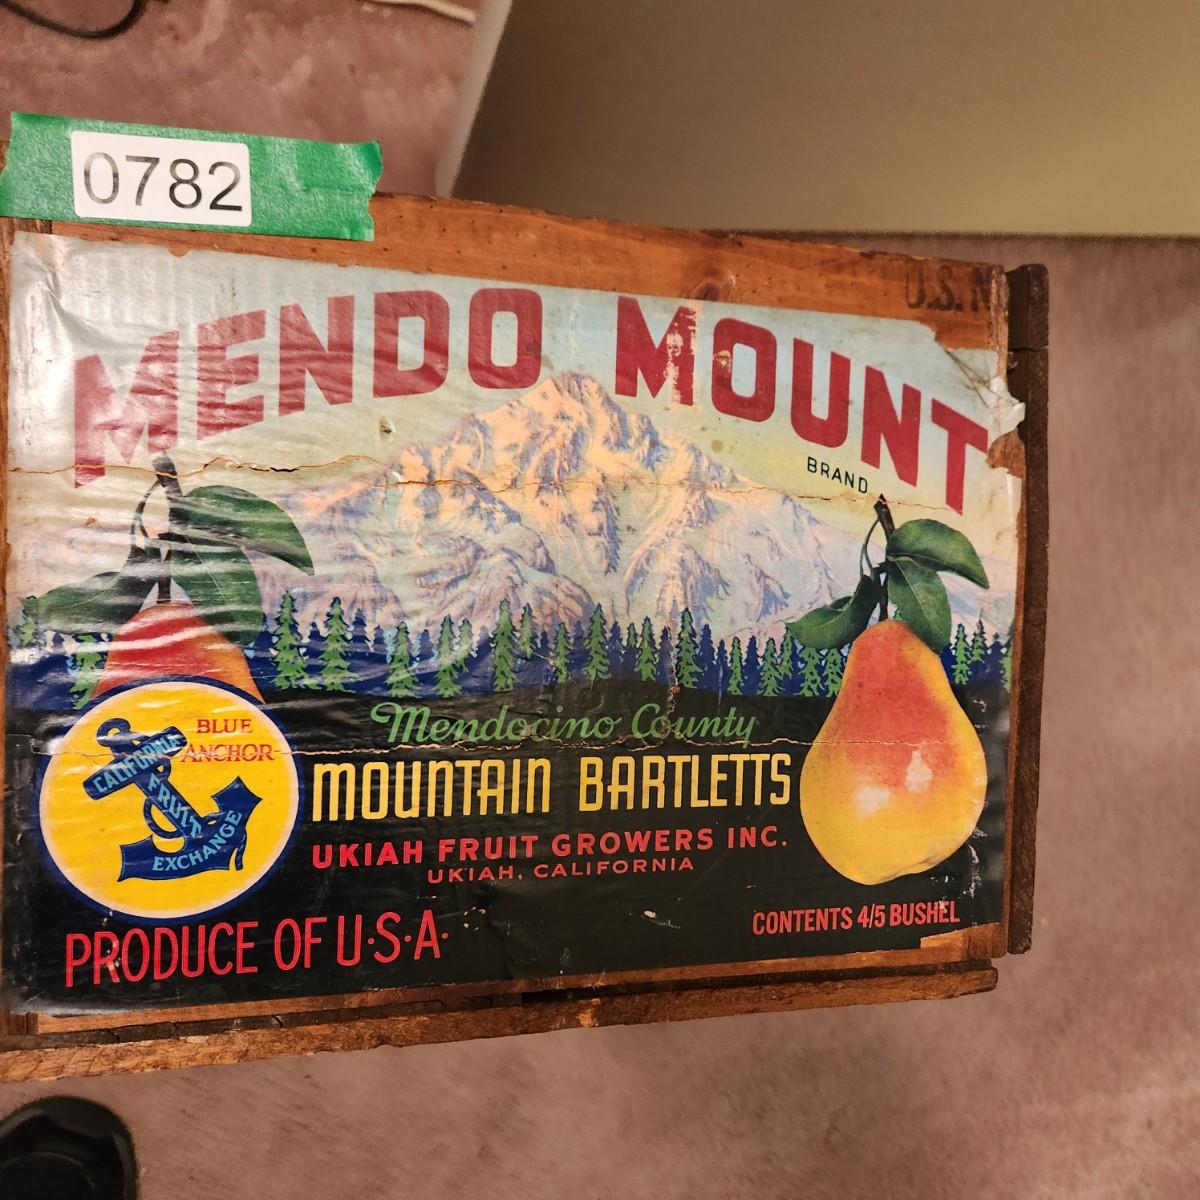 0782
U.S. N
MENDO MOUNT
BRAND
BLUE
ANCHOR
CALIFORNIA
FRUIT
EXCHANGE
Mendocino County
MOUNTAIN BARTLETTS
UKIAH FRUIT GROWERS INC.
UKIAH, CALIFORNIA
PRODUCE OF U·S·A·
CONTENTS 4/5 BUSHEL